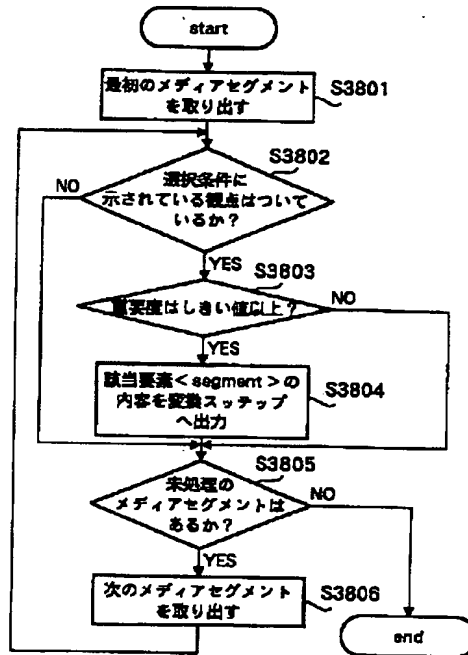 start
最初のメディアセグメント
を取り出す
S3801
S3802
選択条件に
示されている観点はついて
いるか？
NO
YES
S3803
重要度はしきい値以上？
NO
YES
該当要素＜segment＞の
内容を変換スッテップ
へ出力
S3804
S3805
未処理の
メディアセグメントは
あるか？
NO
YES
次のメディアセグメント
を取り出す
S3806
end